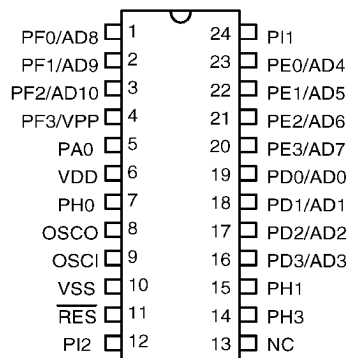 PF0/AD8 1 24 PI1
PF1/AD9 2 23 PE0/AD4
PF2/AD10 3 22 PE1/AD5
PF3/VPP 4 21 PE2/AD6
PA0 5 20 PE3/AD7
VDD 6 19 PD0/AD0
PH0 7 18 PD1/AD1
OSCO 8 17 PD2/AD2
OSCI 9 16 PD3/AD3
VSS 10 15 PH1
RES 11 14 PH3
PI2 12 13 NC